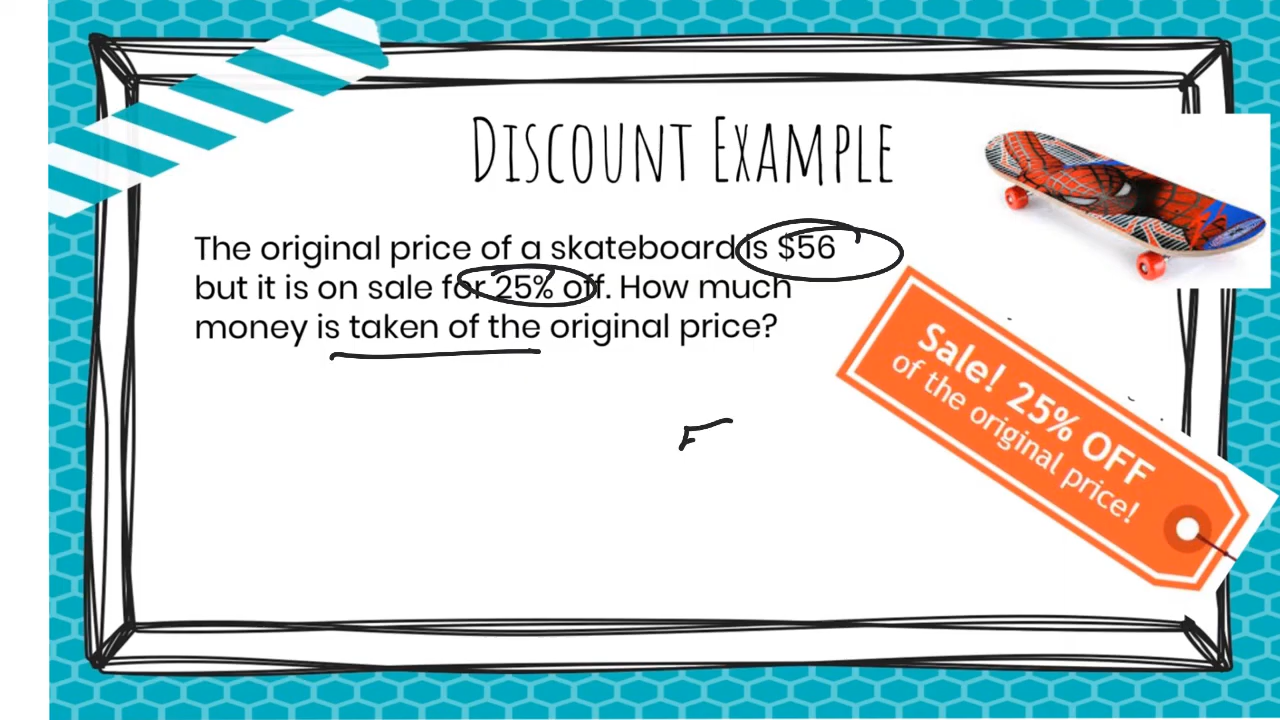 DISCOUNT EXAMPLE
The original price of a skateboard is $56
but it is on sale for 25% off. How much
money is taken of the original price?
Sale! 25% OFF
of the original price!